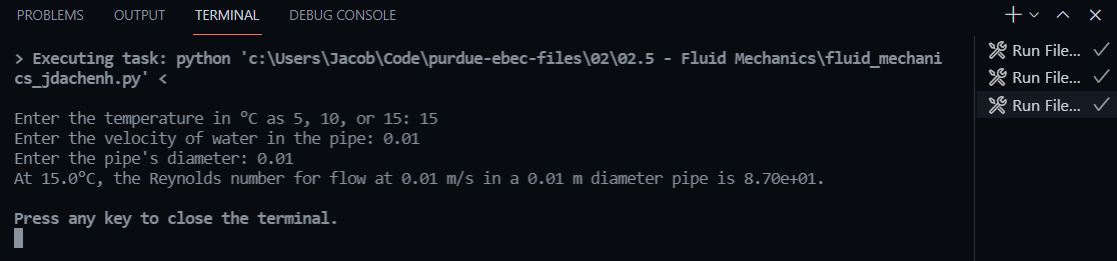 PROBLEMS OUTPUT TERMINAL DEBUG CONSOLE
> Executing task: python 'c:\Users\Jacob\Code\purdue-ebec-files\02\02.5 - Fluid Mechanics\fluid_mechani
cs_jdachenh.py' <
Enter the temperature in °C as 5, 10, or 15: 15
Enter the velocity of water in the pipe: 0.01
Enter the pipe's diameter: 0.01
At 15.0°C, the Reynolds number for flow at 0.01 m/s in a 0.01 m diameter pipe is 8.70e+01.
Press any key to close the terminal.
Run File...
Run File...
Run File...